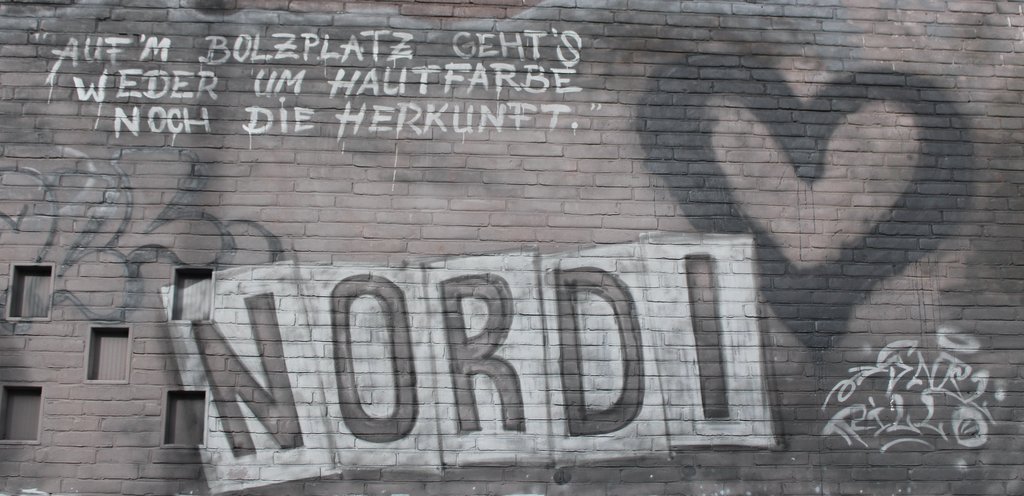 "AUF'M BOLZPLATZ GEHT'S
WEDER UM HAUTFARBE
NOCH DIE HERKUNFT."
NORDI